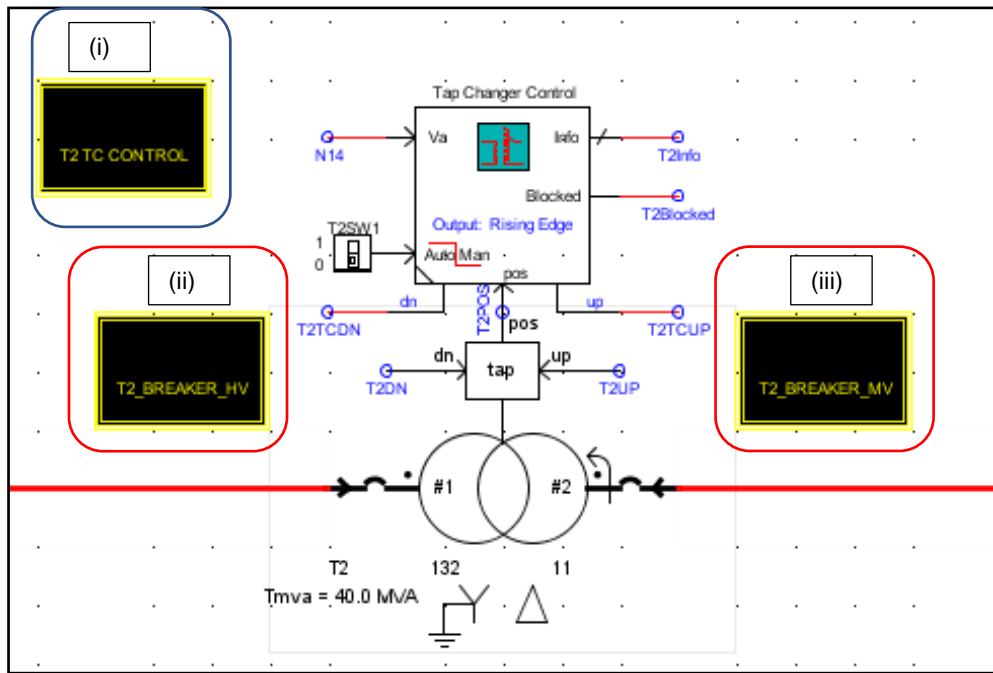 (i)
T2 TC CONTROL
Tap Changer Control
N14
Va
Info
T2Info
Blocked
T2Blocked
Output: Rising Edge
T2SW1
1
0
Auto Man
pos
(ii)
(iii)
dn
up
T2TCDN
T2POS
T2TCUP
pos
T2_BREAKER_HV
dn
tap
up
T2_BREAKER_MV
T2DN
T2UP
#1
#2
T2
132
11
Tmva = 40.0 MVA